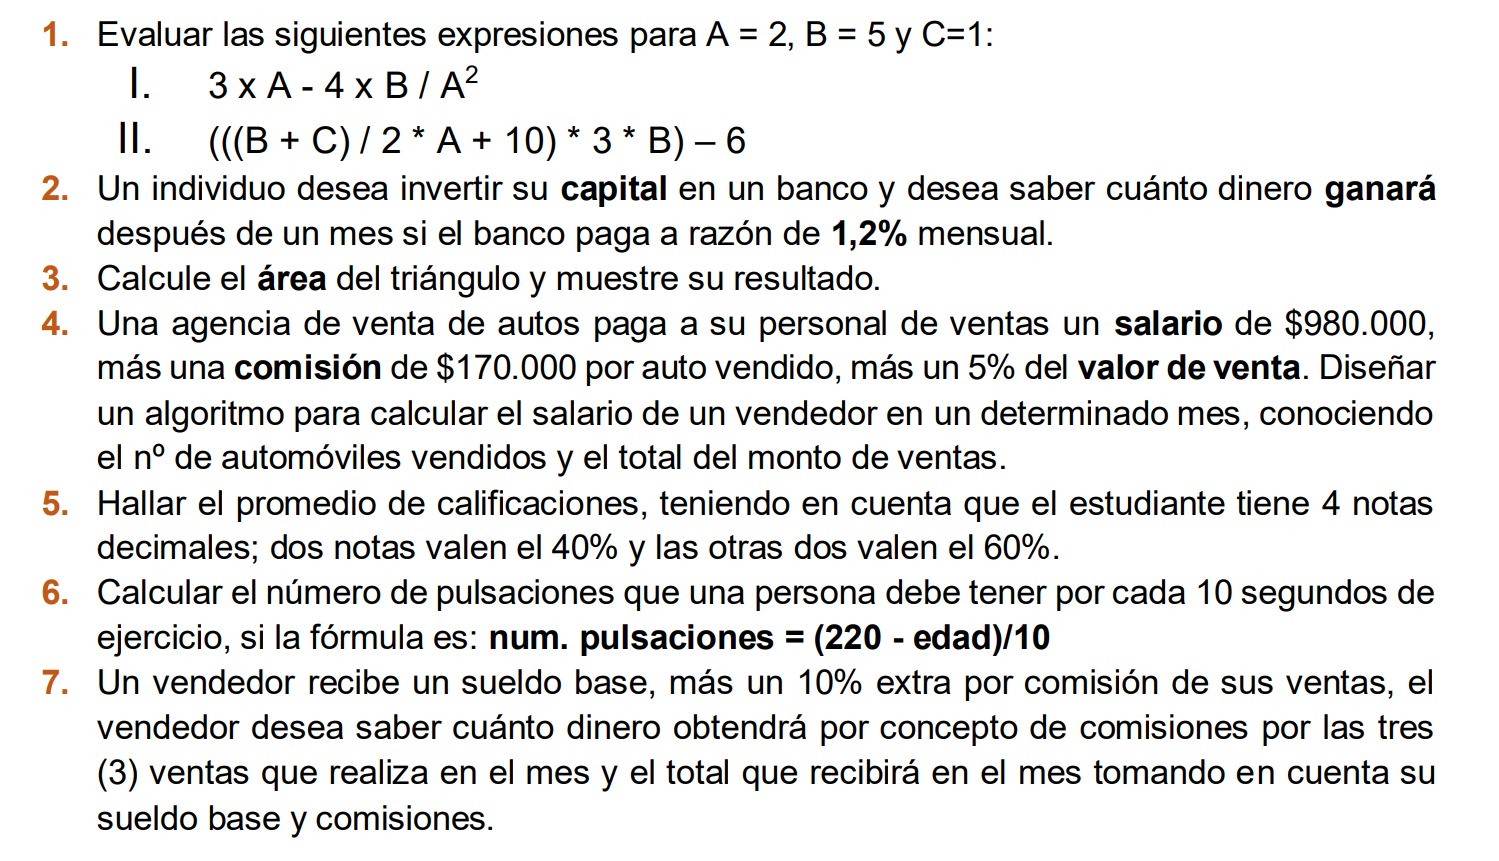 1. Evaluar las siguientes expresiones para A = 2, B = 5 y C=1:
I. 3 x A - 4 x B / A²
II. (((B + C) / 2 * A + 10) * 3 * B) – 6
2. Un individuo desea invertir su capital en un banco y desea saber cuánto dinero ganará
después de un mes si el banco paga a razón de 1,2% mensual.
3. Calcule el área del triángulo y muestre su resultado.
4. Una agencia de venta de autos paga a su personal de ventas un salario de $980.000,
más una comisión de $170.000 por auto vendido, más un 5% del valor de venta. Diseñar
un algoritmo para calcular el salario de un vendedor en un determinado mes, conociendo
el nº de automóviles vendidos y el total del monto de ventas.
5. Hallar el promedio de calificaciones, teniendo en cuenta que el estudiante tiene 4 notas
decimales; dos notas valen el 40% y las otras dos valen el 60%.
6. Calcular el número de pulsaciones que una persona debe tener por cada 10 segundos de
ejercicio, si la fórmula es: num. pulsaciones = (220 - edad)/10
7. Un vendedor recibe un sueldo base, más un 10% extra por comisión de sus ventas, el
vendedor desea saber cuánto dinero obtendrá por concepto de comisiones por las tres
(3) ventas que realiza en el mes y el total que recibirá en el mes tomando en cuenta su
sueldo base y comisiones.